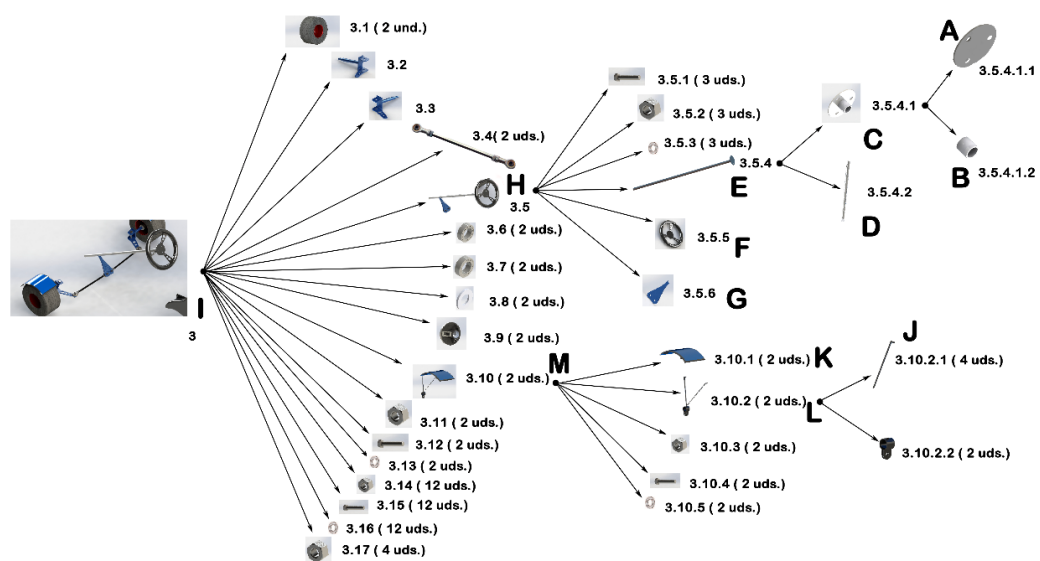 3.1 ( 2 und.)
3.2
3.3
3.4( 2 uds.)
H
3.5
3.6 ( 2 uds.)
3.7 ( 2 uds.)
3.8 ( 2 uds.)
3.9 ( 2 uds.)
3.10 ( 2 uds.)
3.11 ( 2 uds.)
3.12 ( 2 uds.)
3.13 ( 2 uds.)
3.14 ( 12 uds.)
3.15 ( 12 uds.)
3.16 ( 12 uds.)
3.17 ( 4 uds.)
I
3
3.5.1 ( 3 uds.)
3.5.2 ( 3 uds.)
3.5.3 ( 3 uds.)
3.5.4
E
3.5.5
F
3.5.6
G
3.5.4.1
C
3.5.4.2
D
A
3.5.4.1.1
B
3.5.4.1.2
M
3.10.1 ( 2 uds.)
K
3.10.2 ( 2 uds.)
L
3.10.3 ( 2 uds.)
3.10.4 ( 2 uds.)
3.10.5 ( 2 uds.)
J
3.10.2.1 ( 4 uds.)
3.10.2.2 ( 2 uds.)